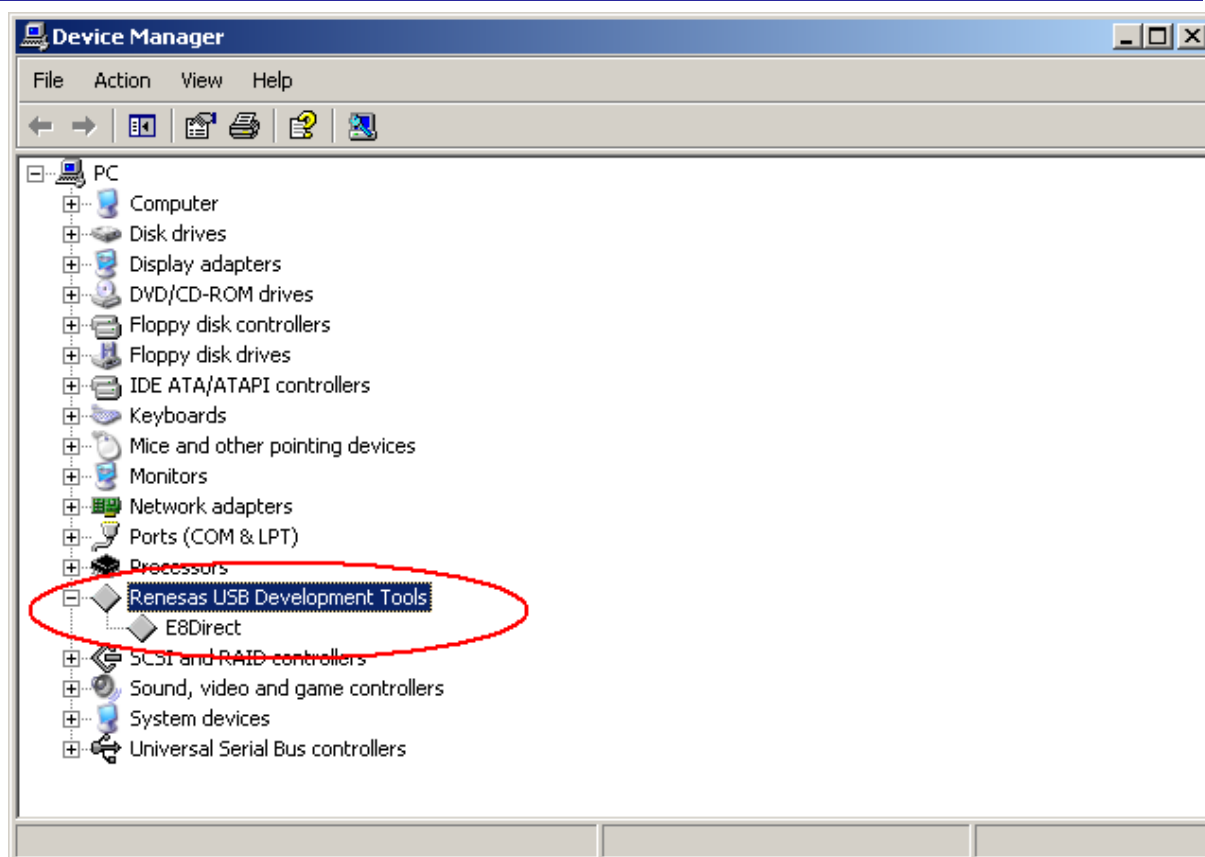 Device Manager
File Action View Help
PC
Computer
Disk drives
Display adapters
DVD/CD-ROM drives
Floppy disk controllers
Floppy disk drives
IDE ATA/ATAPI controllers
Keyboards
Mice and other pointing devices
Monitors
Network adapters
Ports (COM & LPT)
Processors
Renesas USB Development Tools
E8Direct
SCSI and RAID controllers
Sound, video and game controllers
System devices
Universal Serial Bus controllers